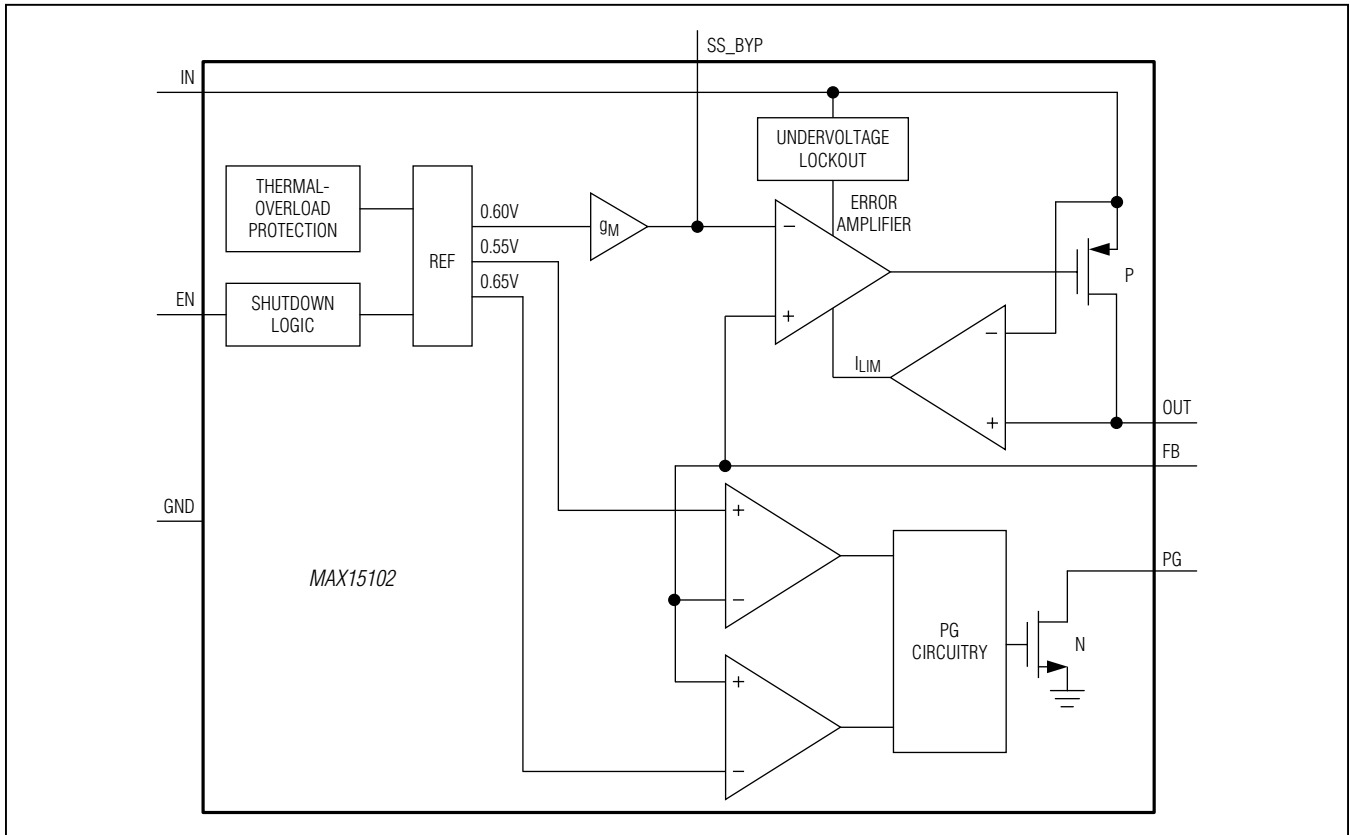 SS_BYP
IN
UNDERVOLTAGE
LOCKOUT
THERMAL-
OVERLOAD
PROTECTION
ERROR
AMPLIFIER
0.60V
gM
−
REF
0.55V
P
0.65V
EN
SHUTDOWN
LOGIC
+
−
ILIM
+
OUT
FB
GND
+
PG
MAX15102
−
PG
CIRCUITRY
N
+
−